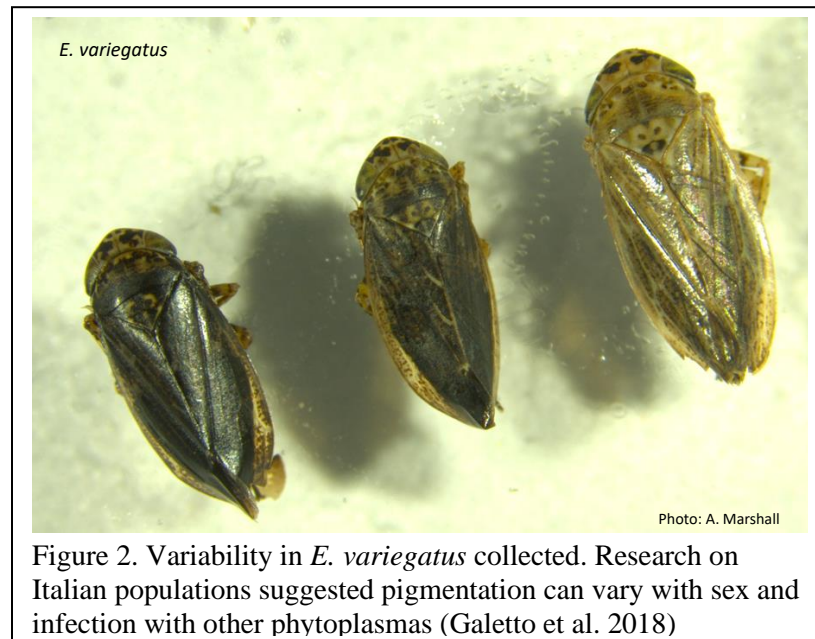 E. variegatus
Photo: A. Marshall
Figure 2. Variability in E. variegatus collected. Research on
Italian populations suggested pigmentation can vary with sex and
infection with other phytoplasmas (Galetto et al. 2018)